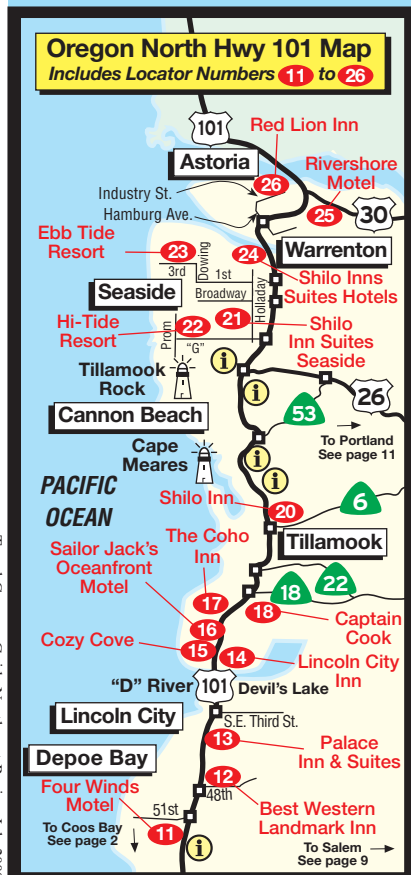 Oregon North Hwy 101 Map
Includes Locator Numbers 11 to 26
101
Red Lion Inn
Astoria
Rivershore
Motel
26
Industry St.
Hamburg Ave.
25
30
Ebb Tide
Resort
23
Dowing
24
Warrenton
3rd
1st
Shilo Inns
Suites Hotels
Seaside
Broadway
Holladay
Hi-Tide
Resort
22
21
Shilo
Inn Suites
Seaside
Prom
"G"
i
Tillamook
Rock
i
26
53
Cannon Beach
To Portland
See page 11
Cape
Meares
i
i
PACIFIC
OCEAN
Shilo Inn
20
6
Tillamook
The Coho
Inn
Sailor Jack's
Oceanfront
Motel
22
18
17
18
Captain
Cook
16
Cozy Cove
15
14
Lincoln City
Inn
"D" River
101
Devil's Lake
Lincoln City
S.E. Third St.
13
Palace
Inn & Suites
Depoe Bay
12
Four Winds
Motel
48th
Best Western
Landmark Inn
51st
To Coos Bay
See page 2
11
i
To Salem
See page 9